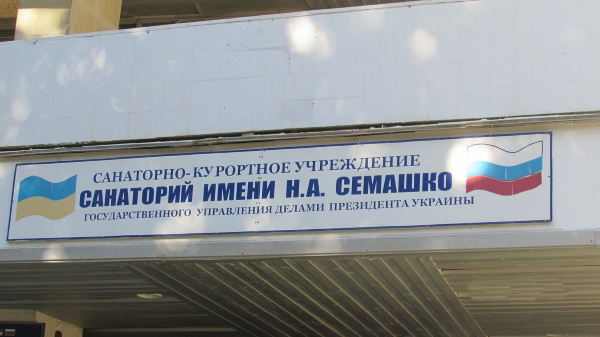 САНАТОРНО-КУРОРТНОЕ УЧРЕЖДЕНИЕ
САНАТОРИЙ ИМЕНИ Н.А. СЕМАШКО
ГОСУДАРСТВЕННОГО УПРАВЛЕНИЯ ДЕЛАМИ ПРЕЗИДЕНТА УКРАИНЫ